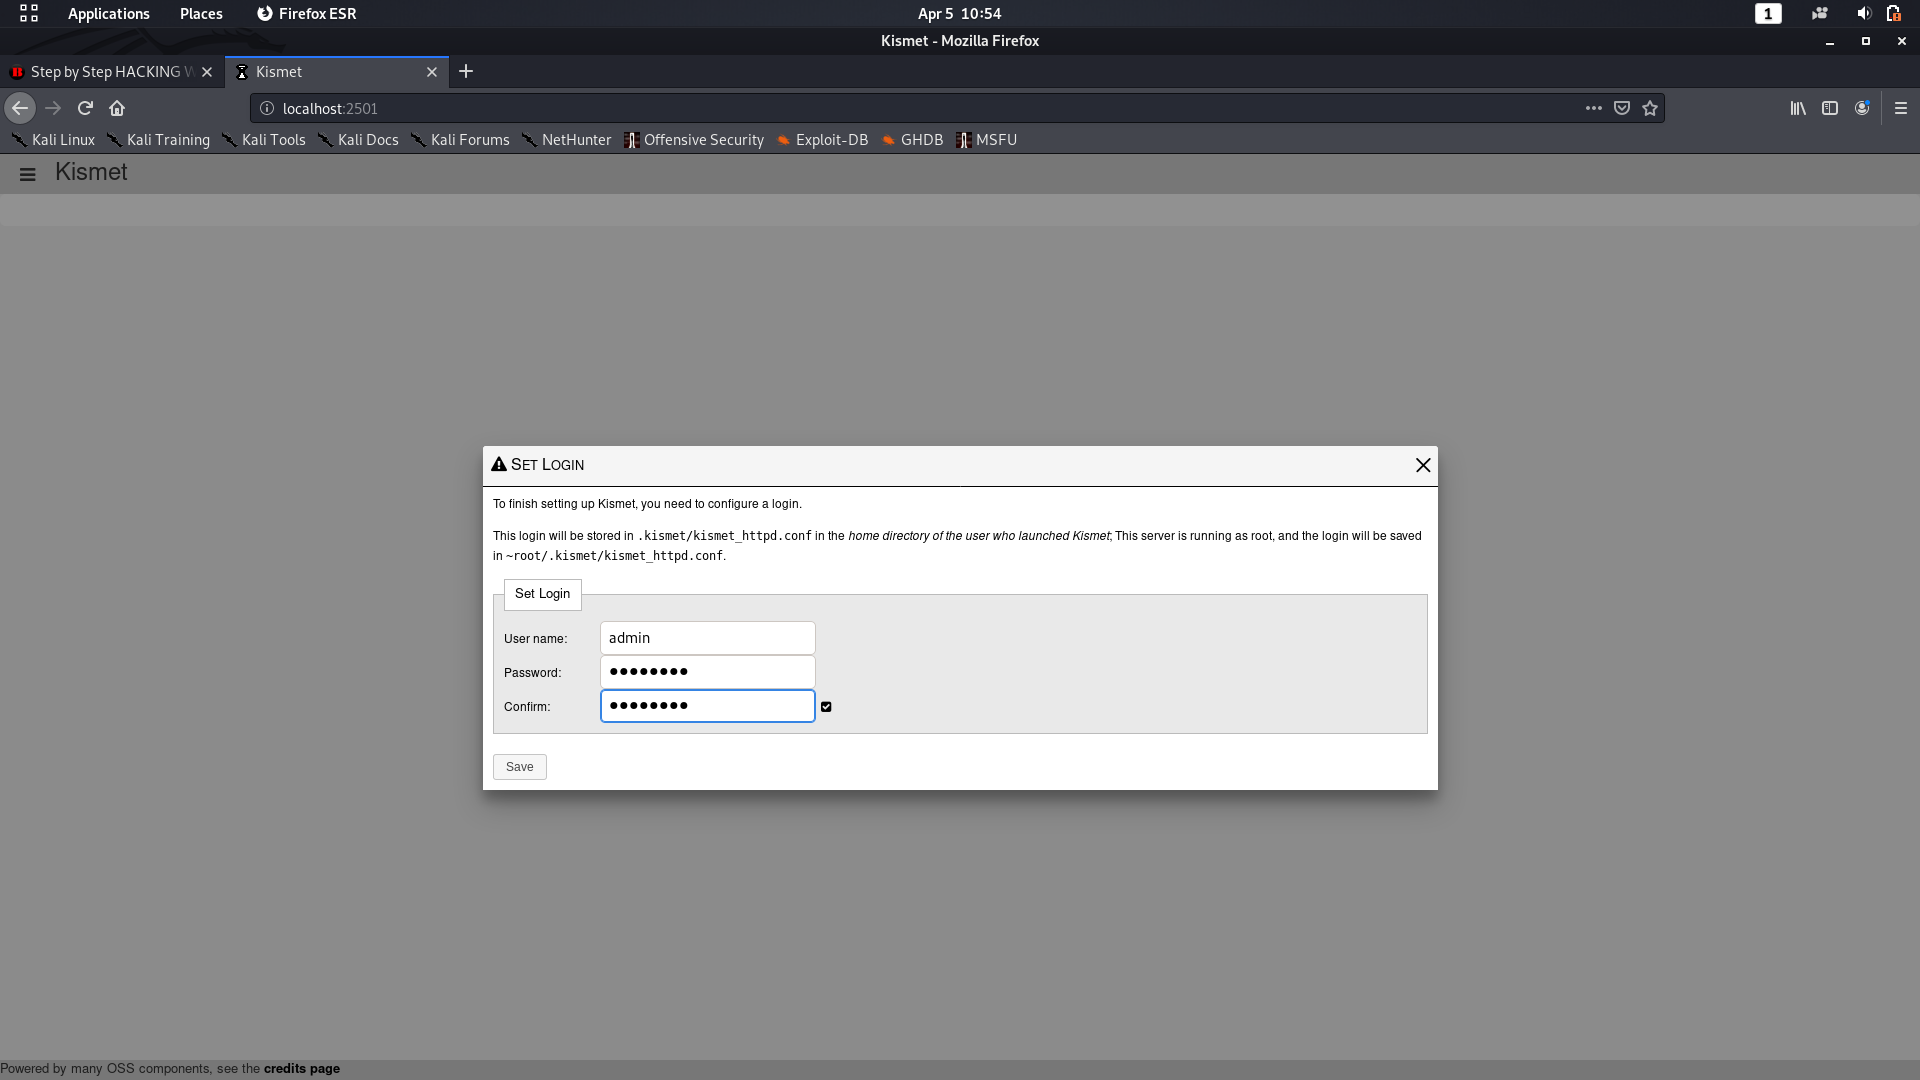 Applications Places Firefox ESR Apr 5 10:54 1
Kismet - Mozilla Firefox
Step by Step HACKING W Kismet
localhost:2501
Kali Linux Kali Training Kali Tools Kali Docs Kali Forums NetHunter Offensive Security Exploit-DB GHDB MSFU
Kismet
SET LOGIN
To finish setting up Kismet, you need to configure a login.
This login will be stored in .kismet/kismet_httpd.conf in the home directory of the user who launched Kismet; This server is running as root, and the login will be saved
in ~root/.kismet/kismet_httpd.conf.
Set Login
User name: admin
Password: ●●●●●●●●
Confirm: ●●●●●●●●
Save
Powered by many OSS components, see the credits page